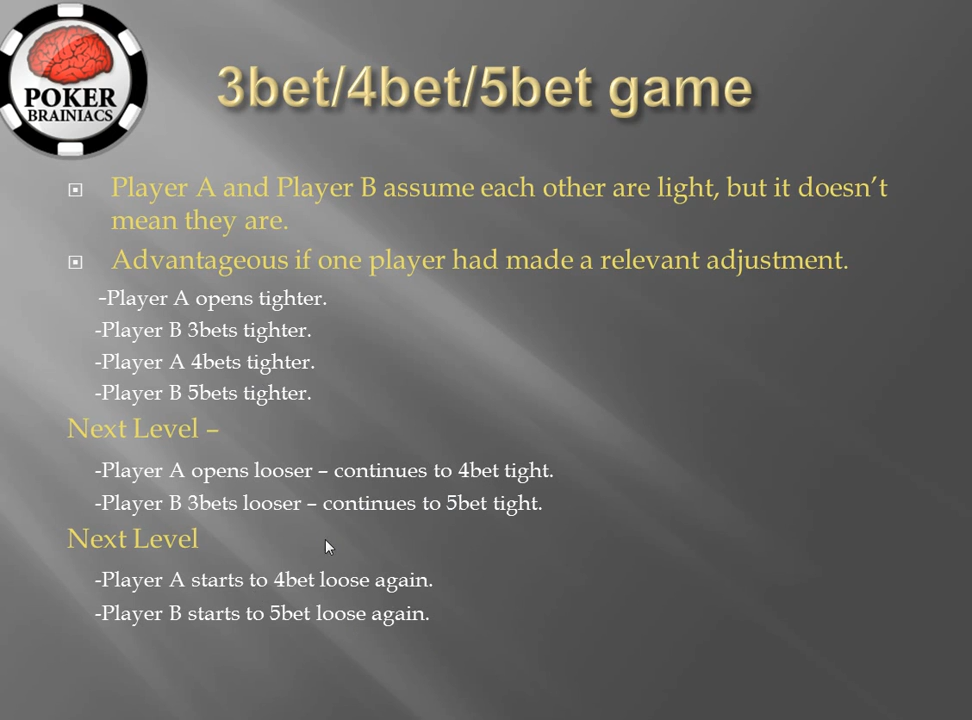 POKER
BRAINIACS
3bet/4bet/5bet game
Player A and Player B assume each other are light, but it doesn’t
mean they are.
Advantageous if one player had made a relevant adjustment.
-Player A opens tighter.
-Player B 3bets tighter.
-Player A 4bets tighter.
-Player B 5bets tighter.
Next Level –
-Player A opens looser – continues to 4bet tight.
-Player B 3bets looser – continues to 5bet tight.
Next Level
-Player A starts to 4bet loose again.
-Player B starts to 5bet loose again.